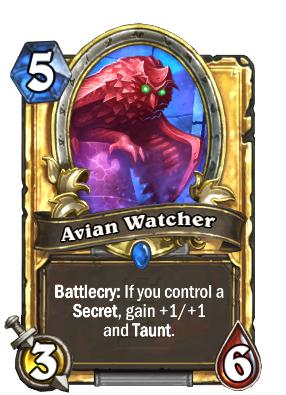 5
Avian Watcher
Battlecry: If you control a
Secret, gain +1/+1
and Taunt.
3
6